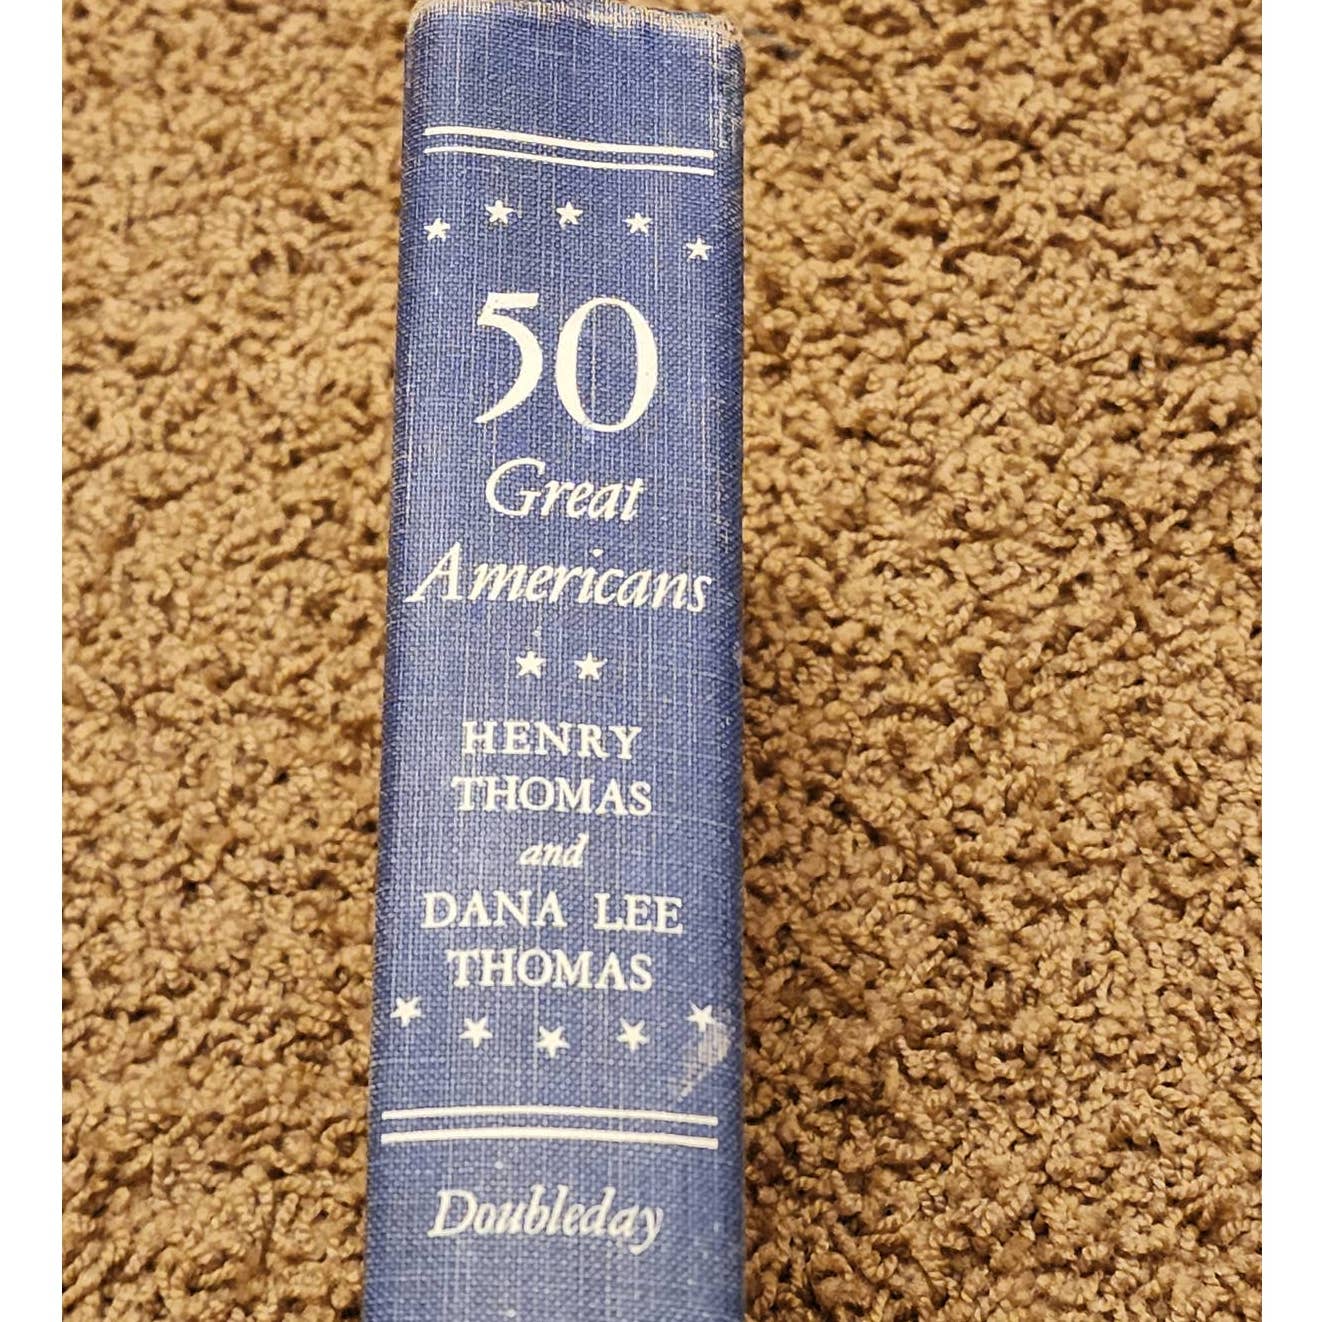 50
Great
Americans
HENRY
THOMAS
and
DANA LEE
THOMAS
Doubleday